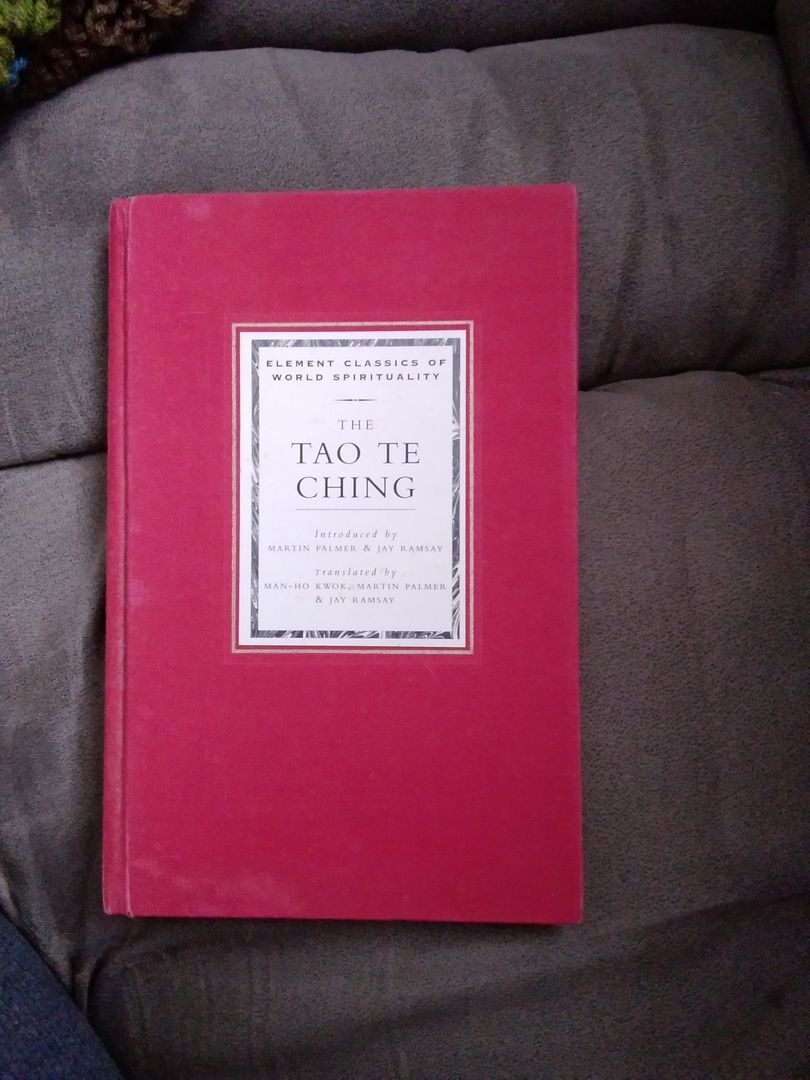 ELEMENT CLASSICS OF
WORLD SPIRITUALITY
THE
TAO TE
CHING
Introduced by
MARTIN PALMER & JAY RAMSAY
Translated by
MAN-HO KWOK, MARTIN PALMER
& JAY RAMSAY